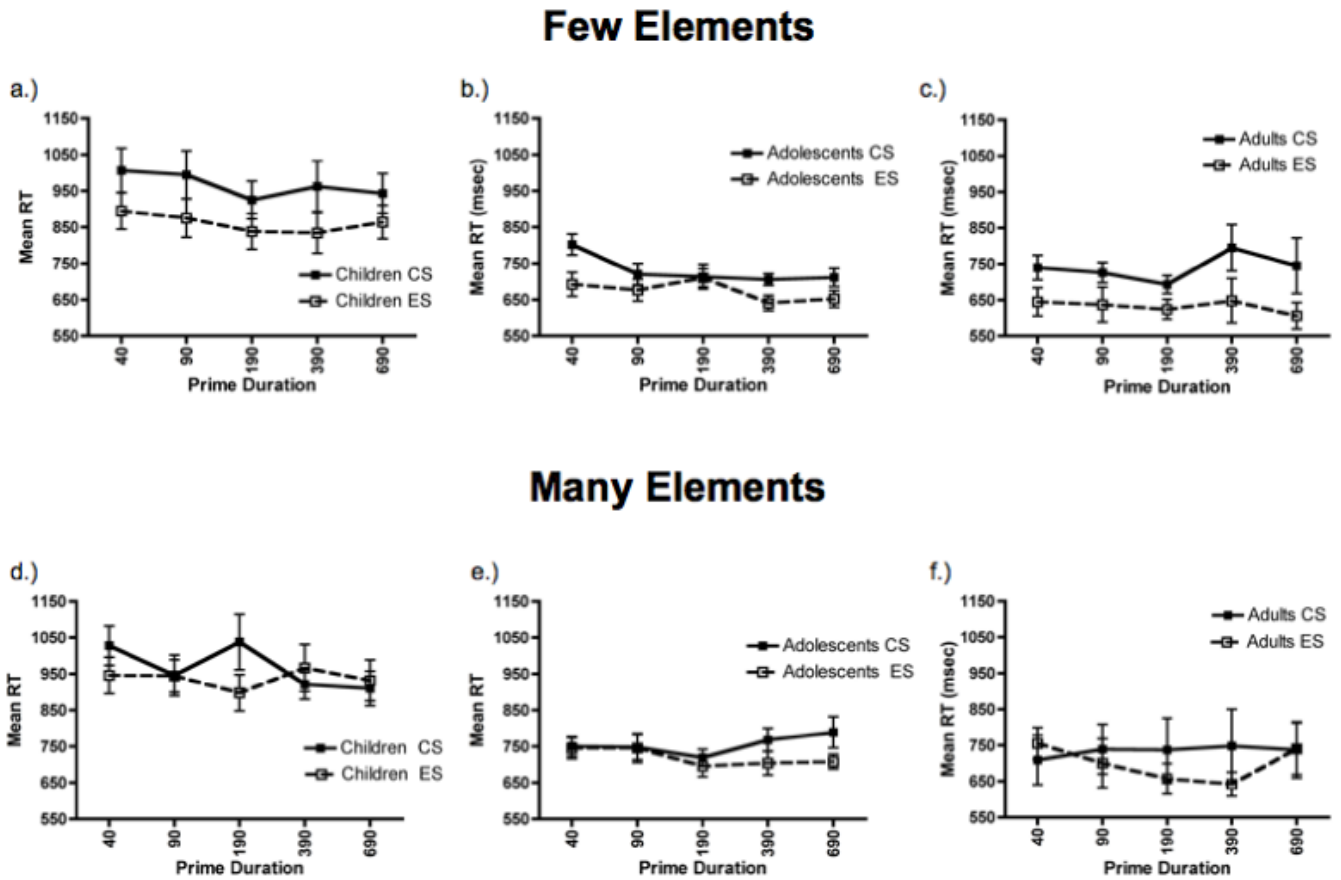 Few Elements
a.)
1150
1050
950
850
750
650
550
Mean RT
Children CS
Children ES
40
90
190
390
690
Prime Duration
b.)
1150
1050
950
850
750
650
550
Mean RT (msec)
Adolescents CS
Adolescents ES
40
90
190
390
690
Prime Duration
c.)
1150
1050
950
850
750
650
550
Mean RT (msec)
Adults CS
Adults ES
40
90
190
390
690
Prime Duration
Many Elements
d.)
1150
1050
950
850
750
650
550
Mean RT
Children CS
Children ES
40
90
190
390
690
Prime Duration
e.)
1150
1050
950
850
750
650
550
Mean RT
Adolescents CS
Adolescents ES
40
90
190
390
690
Prime Duration
f.)
1150
1050
950
850
750
650
550
Mean RT (msec)
Adults CS
Adults ES
40
90
190
390
690
Prime Duration